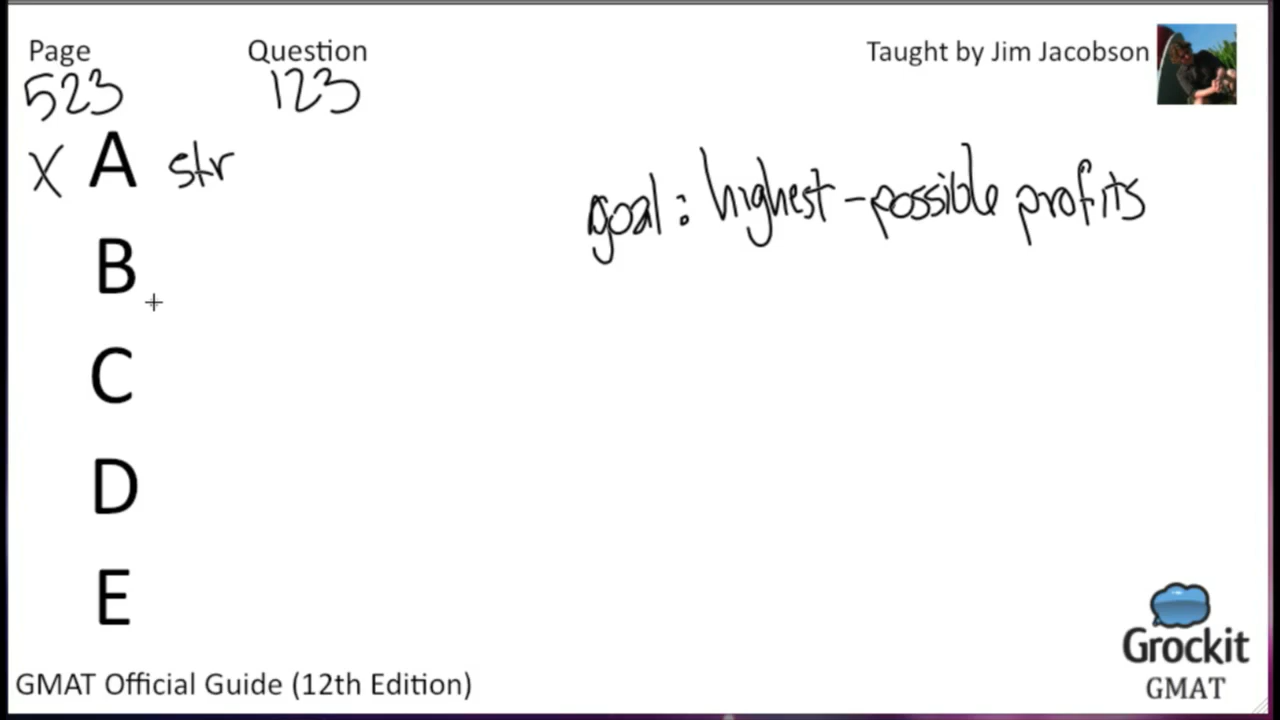 Page Question Taught by Jim Jacobson
523 123
X A str
goal: highest-possible profits
B
C
D
E
Grockit
GMAT
GMAT Official Guide (12th Edition)